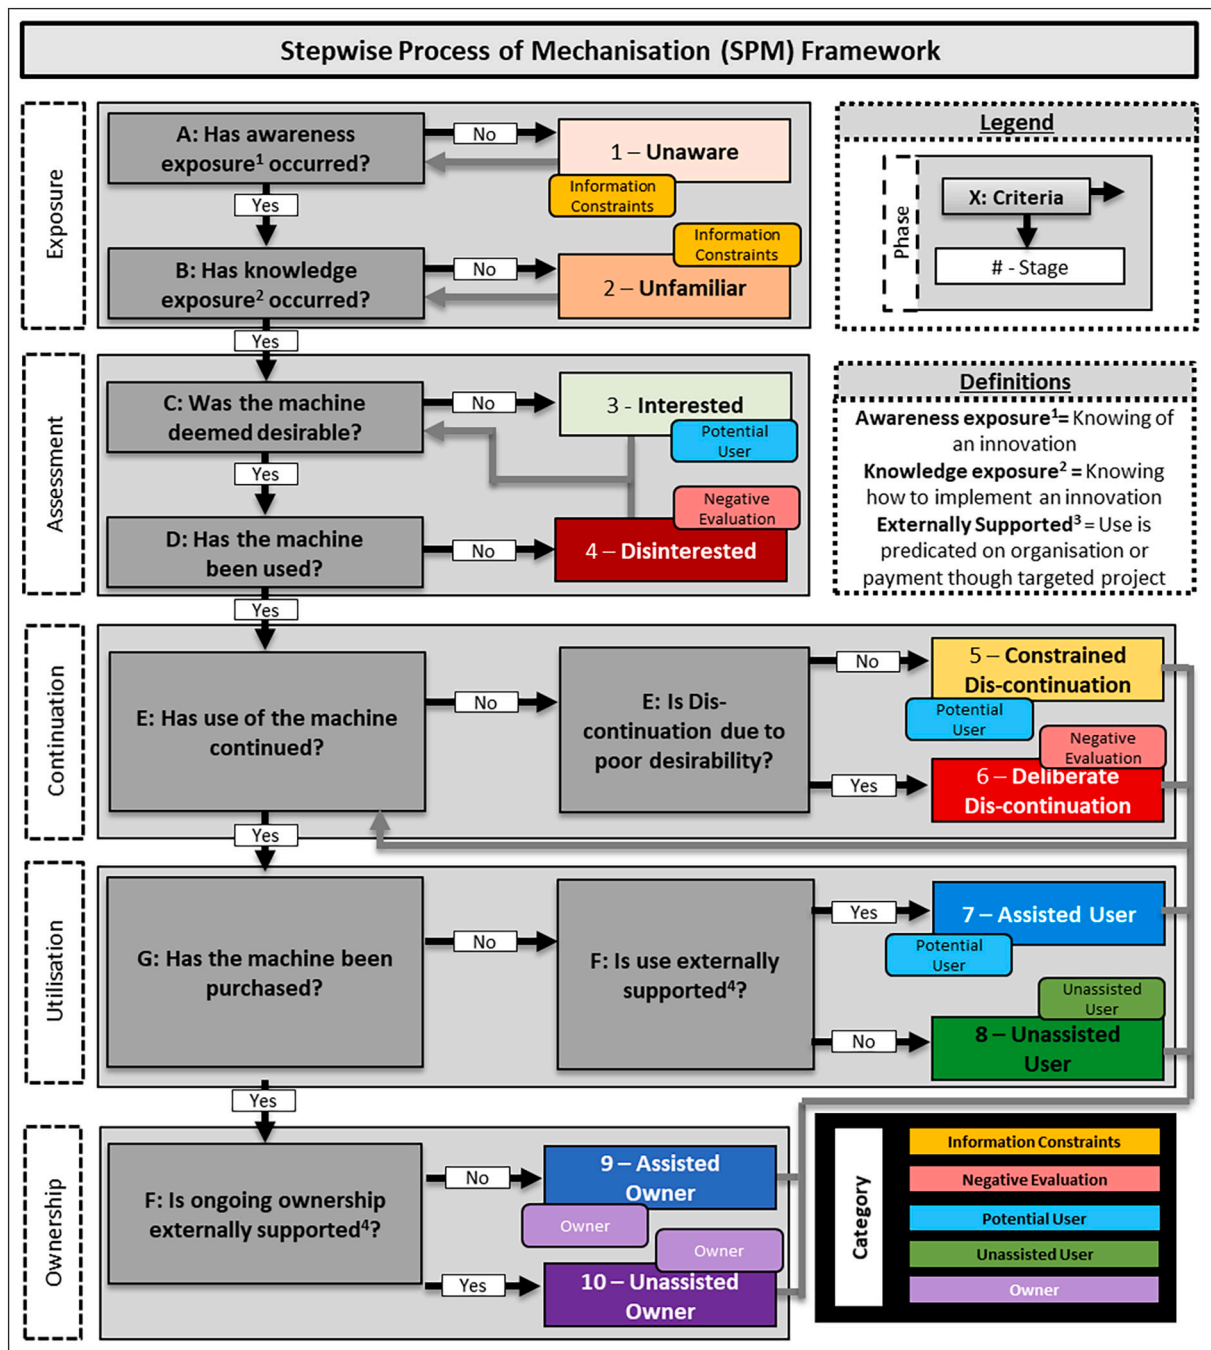 Stepwise Process of Mechanisation (SPM) Framework
Exposure
A: Has awareness
exposure¹ occurred?
No
1 – Unaware
Information
Constraints
Yes
B: Has knowledge
exposure² occurred?
No
Information
Constraints
2 – Unfamiliar
Yes
Legend
Phase
X: Criteria
# - Stage
Assessment
C: Was the machine
deemed desirable?
No
3 - Interested
Potential
User
Yes
D: Has the machine
been used?
No
Negative
Evaluation
4 – Disinterested
Yes
Definitions
Awareness exposure¹= Knowing of
an innovation
Knowledge exposure² = Knowing
how to implement an innovation
Externally Supported³ = Use is
predicated on organisation or
payment though targeted project
Continuation
E: Has use of the machine
continued?
No
E: Is Dis-
continuation due to
poor desirability?
No
5 – Constrained
Dis-continuation
Potential
User
Negative
Evaluation
Yes
6 – Deliberate
Dis-continuation
Yes
Utilisation
G: Has the machine been
purchased?
No
F: Is use externally
supported⁴?
Yes
7 – Assisted User
Potential
User
Unassisted
User
No
8 – Unassisted
User
Yes
Ownership
F: Is ongoing ownership
externally supported⁴?
No
9 – Assisted
Owner
Owner
Owner
Yes
10 – Unassisted
Owner
Category
Information Constraints
Negative Evaluation
Potential User
Unassisted User
Owner